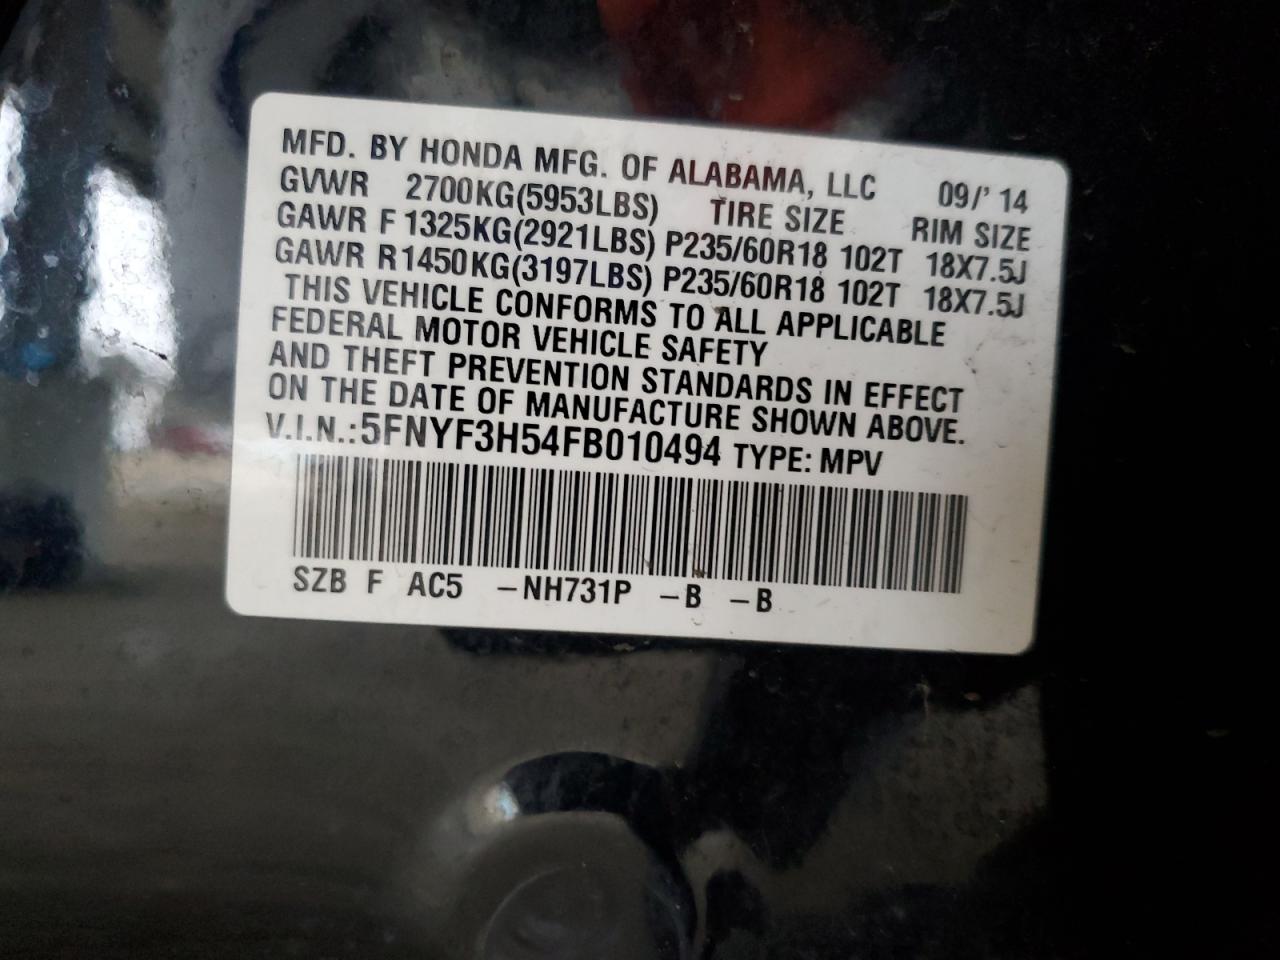 MFD. BY HONDA MFG. OF ALABAMA, LLC 09/' 14
GVWR 2700KG(5953LBS) TIRE SIZE RIM SIZE
GAWR F 1325KG(2921LBS) P235/60R18 102T 18X7.5J
GAWR R1450KG(3197LBS) P235/60R18 102T 18X7.5J
THIS VEHICLE CONFORMS TO ALL APPLICABLE
FEDERAL MOTOR VEHICLE SAFETY
AND THEFT PREVENTION STANDARDS IN EFFECT
ON THE DATE OF MANUFACTURE SHOWN ABOVE.
V.I.N.:5FNYF3H54FB010494 TYPE: MPV
SZB F AC5 –NH731P –B –B